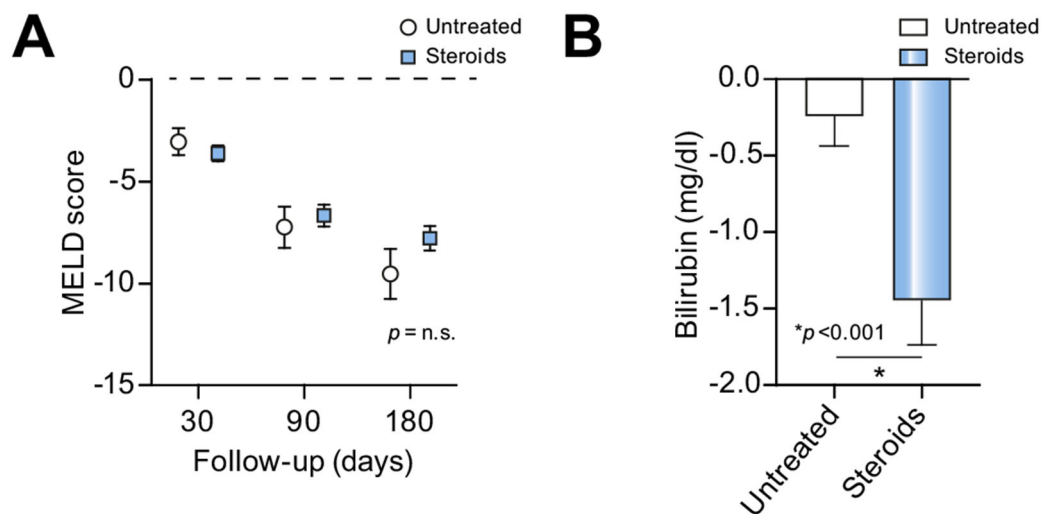 A
Untreated
Steroids
0
-5
-10
-15
MELD score
p = n.s.
30 90 180
Follow-up (days)
B
Untreated
Steroids
0.0
-0.5
-1.0
-1.5
-2.0
Bilirubin (mg/dl)
*p<0.001
*
Untreated
Steroids